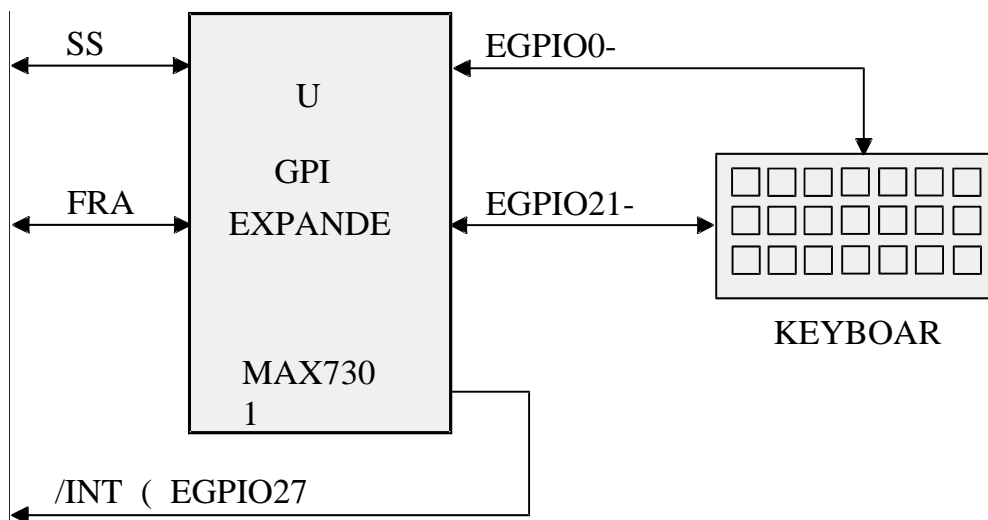 SS
EGPIO0-
U
GPI
FRA
EXPANDE
EGPIO21-
KEYBOAR
MAX730
1
/INT ( EGPIO27